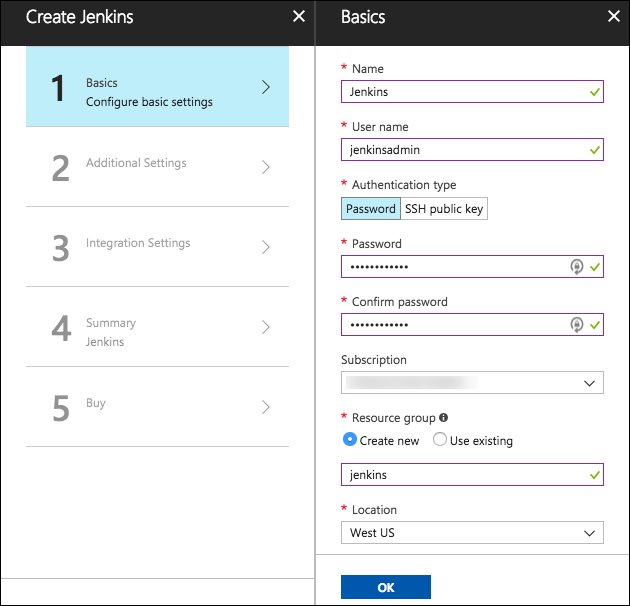 Create Jenkins
1
Basics
Configure basic settings
2
Additional Settings
3
Integration Settings
4
Summary
Jenkins
5
Buy
Basics
* Name
Jenkins
* User name
jenkinsadmin
* Authentication type
Password SSH public key
* Password
••••••••••••
* Confirm password
••••••••••••
Subscription
* Resource group
Create new Use existing
jenkins
* Location
West US
OK